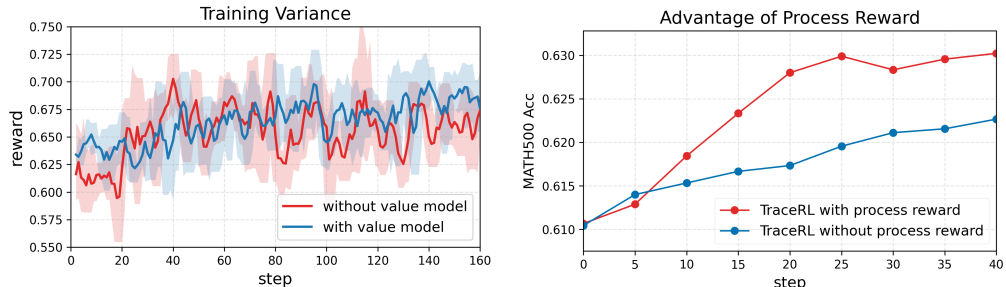 Training Variance
0.750
0.725
0.700
0.675
0.650
0.625
0.600
0.575
0.550
reward
0 20 40 60 80 100 120 140 160
step
without value model
with value model
Advantage of Process Reward
0.630
0.625
0.620
0.615
0.610
MATH500 Acc
0 5 10 15 20 25 30 35 40
step
TraceRL with process reward
TraceRL without process reward